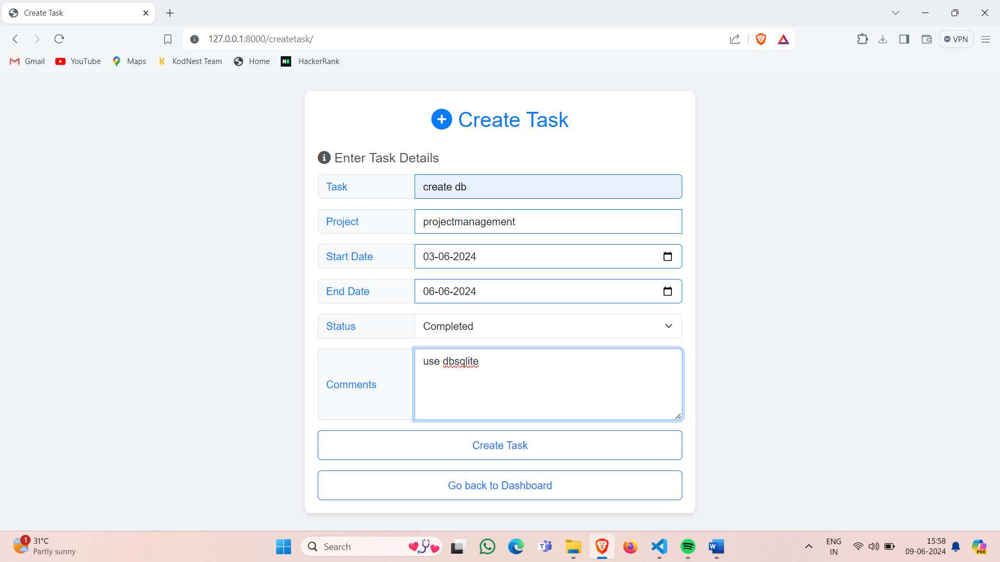 Create Task
127.0.0.1:8000/createtask/
VPN
Gmail
YouTube
Maps
KodNest Team
Home
HackerRank
Create Task
Enter Task Details
Task
create db
Project
projectmanagement
Start Date
03-06-2024
End Date
06-06-2024
Status
Completed
Comments
use dbsqlite
Create Task
Go back to Dashboard
1
31°C
Partly sunny
Search
ENG
IN
15:58
09-06-2024
PRE